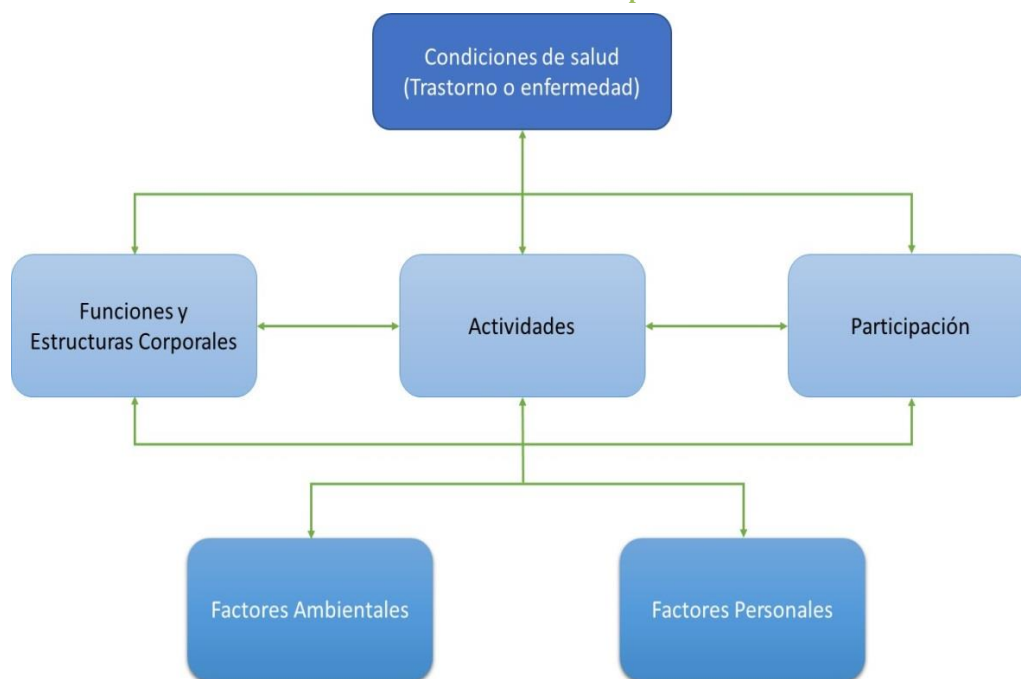 Condiciones de salud
(Trastorno o enfermedad)
Funciones y
Estructuras Corporales
Actividades
Participación
Factores Ambientales
Factores Personales